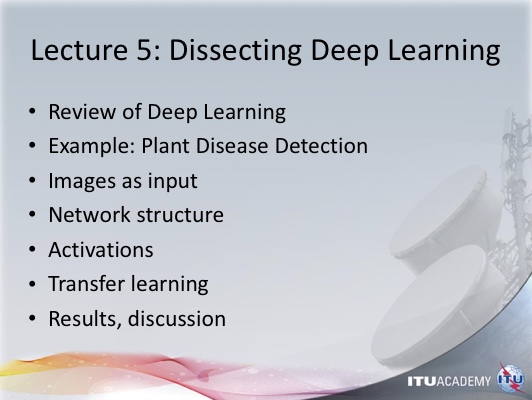 Lecture 5: Dissecting Deep Learning
• Review of Deep Learning
• Example: Plant Disease Detection
• Images as input
• Network structure
• Activations
• Transfer learning
• Results, discussion
ITUACADEMY ITU